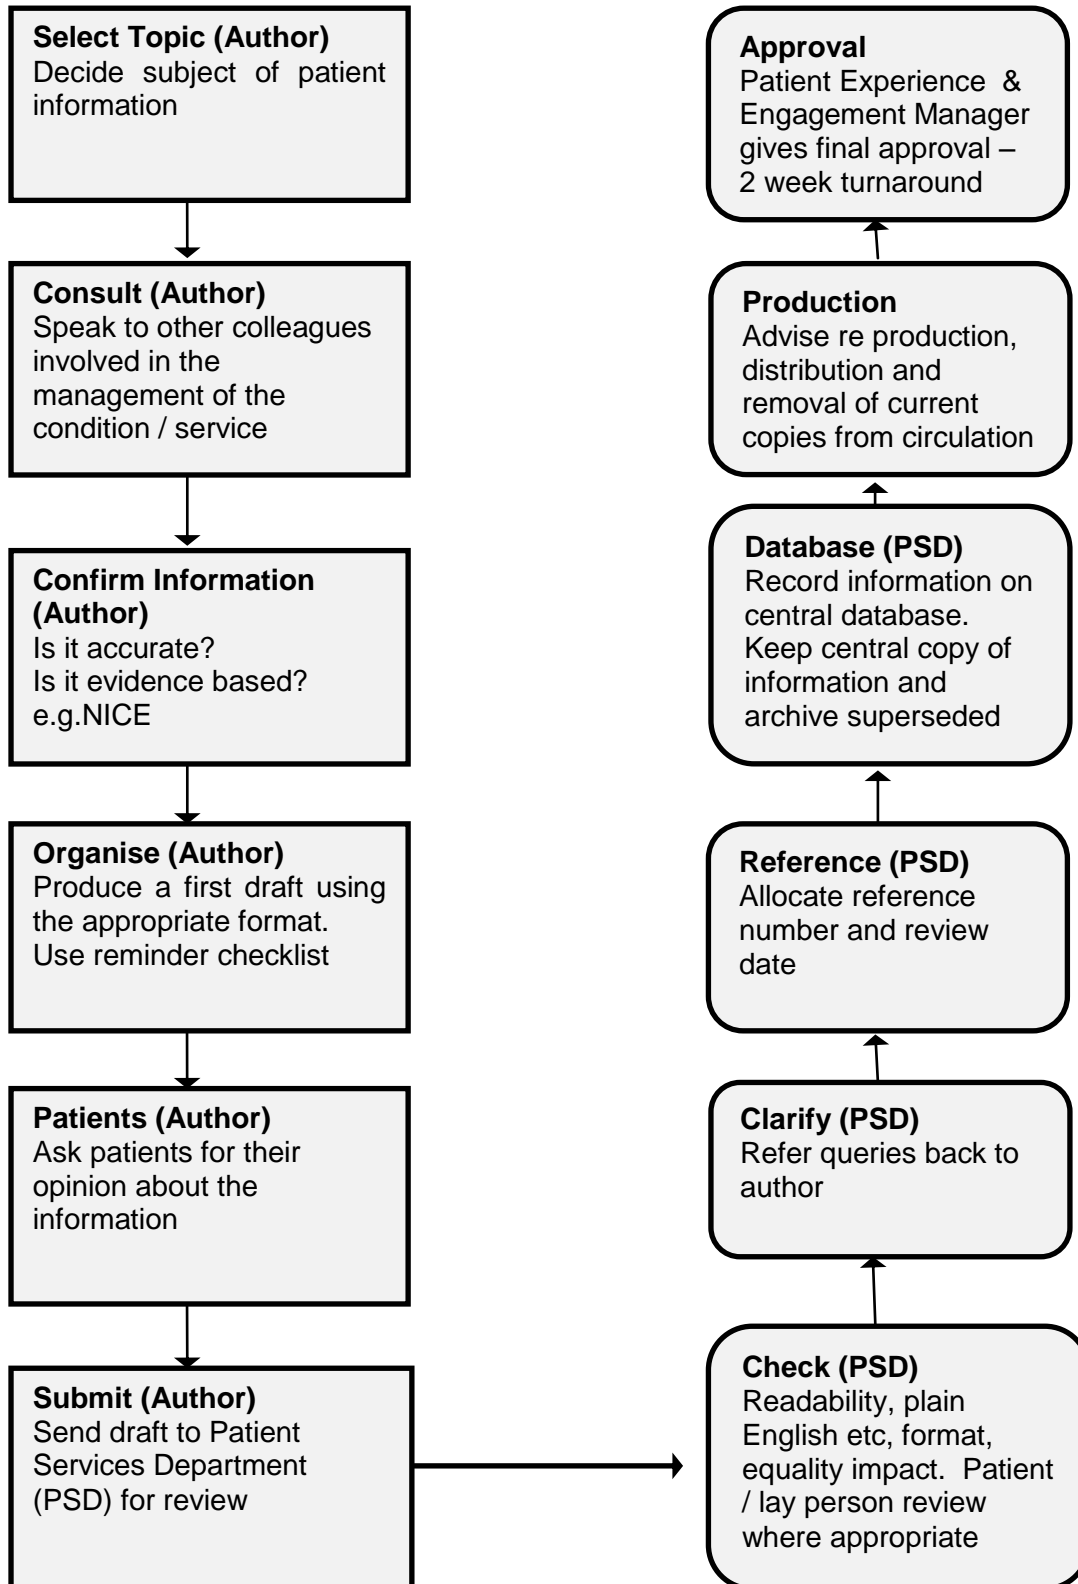 Select Topic (Author)
Decide subject of patient
information
Consult (Author)
Speak to other colleagues
involved in the
management of the
condition / service
Confirm Information
(Author)
Is it accurate?
Is it evidence based?
e.g.NICE
Organise (Author)
Produce a first draft using
the appropriate format.
Use reminder checklist
Patients (Author)
Ask patients for their
opinion about the
information
Submit (Author)
Send draft to Patient
Services Department
(PSD) for review
Check (PSD)
Readability, plain
English etc, format,
equality impact.  Patient
/ lay person review
where appropriate
Clarify (PSD)
Refer queries back to
author
Reference (PSD)
Allocate reference
number and review
date
Database (PSD)
Record information on
central database.
Keep central copy of
information and
archive superseded
Production
Advise re production,
distribution and
removal of current
copies from circulation
Approval
Patient Experience  &
Engagement Manager
gives final approval –
2 week turnaround